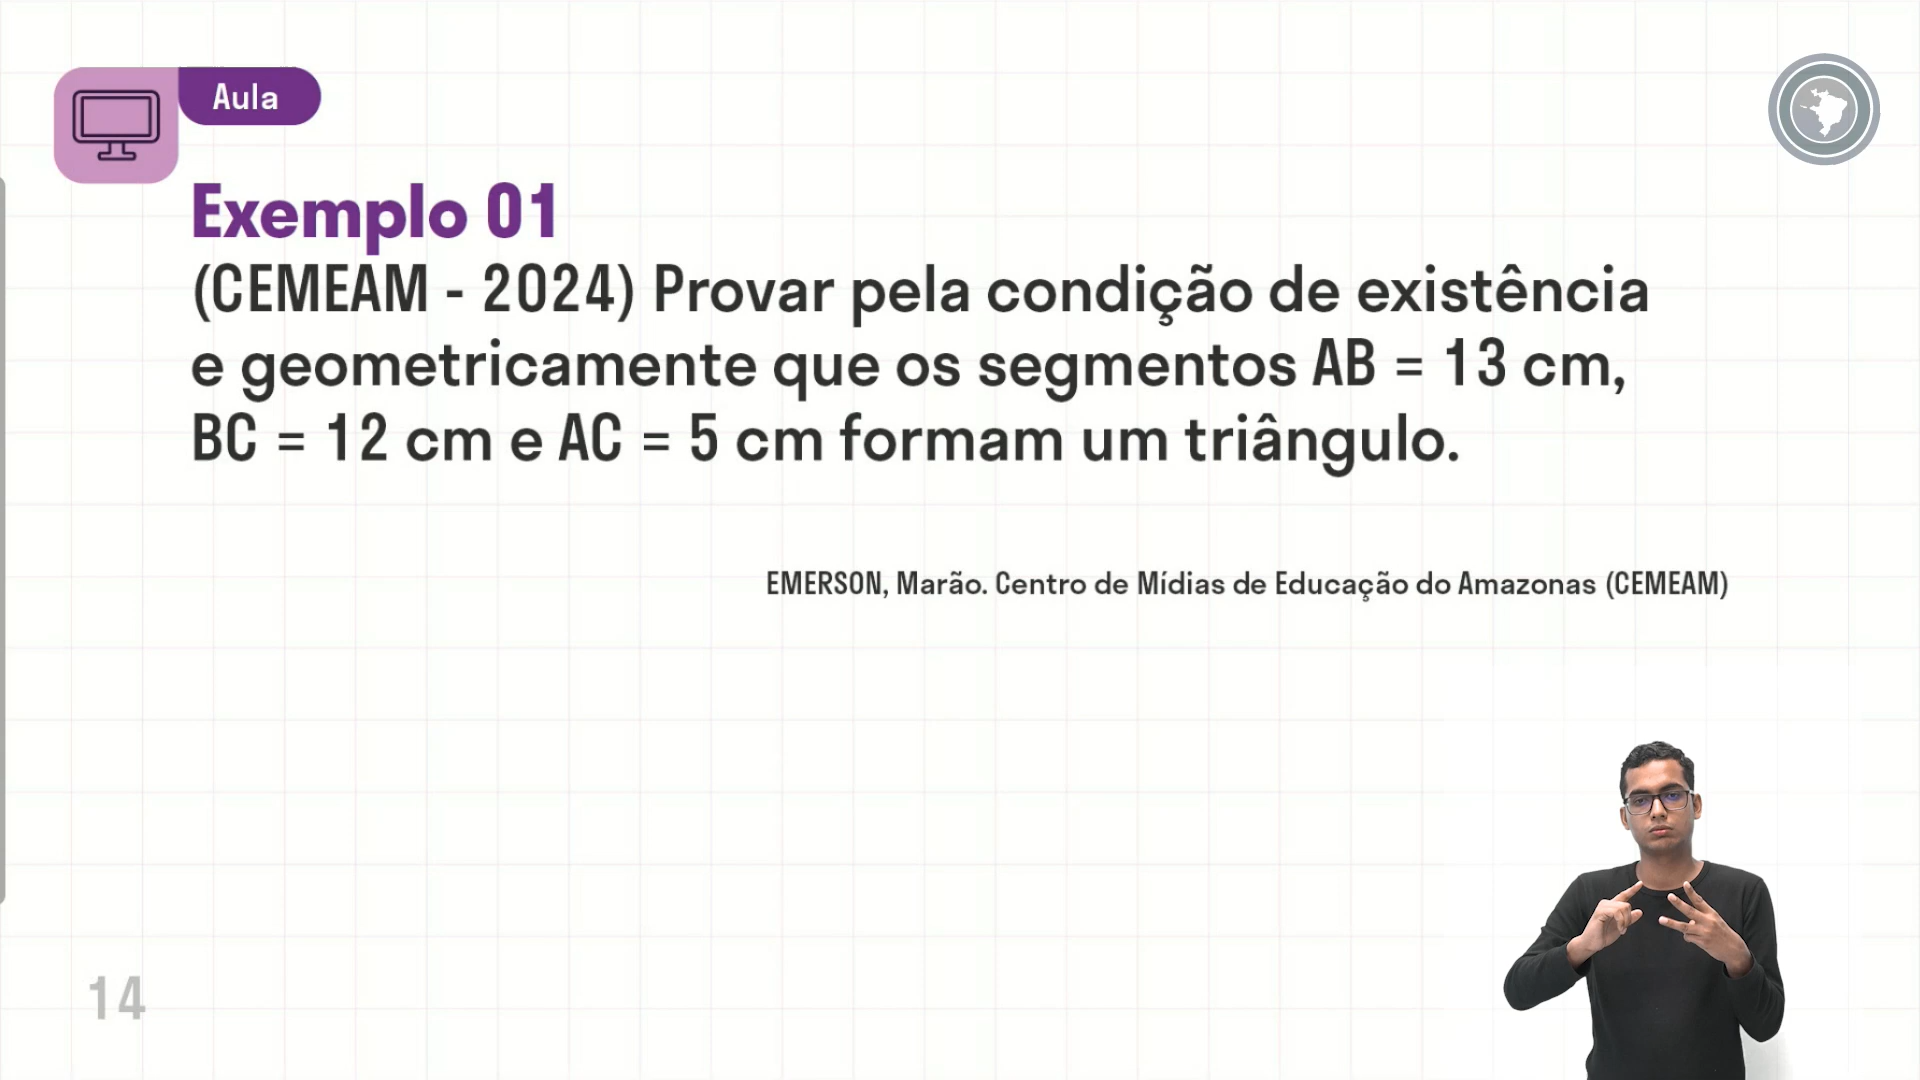 Aula
Exemplo 01
(CEMEAM - 2024) Provar pela condição de existência
e geometricamente que os segmentos AB = 13 cm,
BC = 12 cm e AC = 5 cm formam um triângulo.
EMERSON, Marão. Centro de Mídias de Educação do Amazonas (CEMEAM)
14